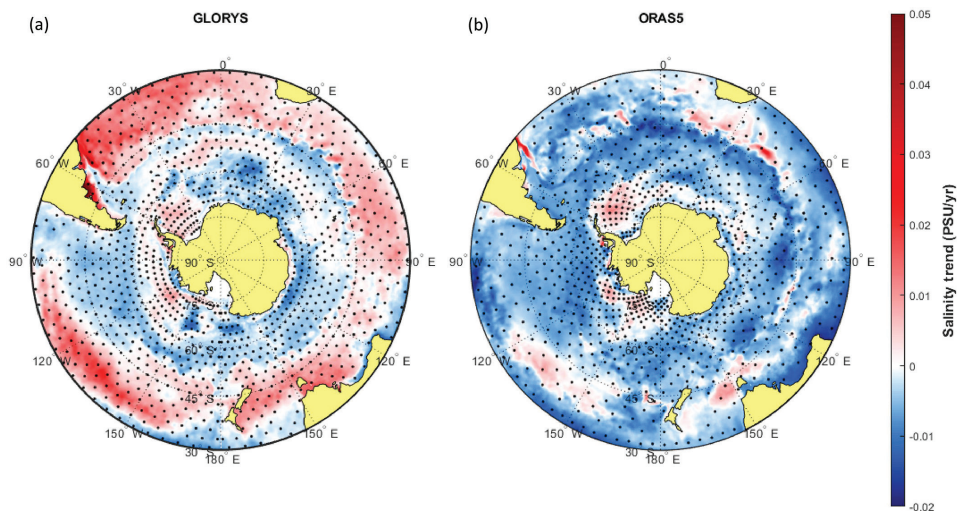 GLORYS
ORAS5
(a)
(b)
0°
30° W
30° E
60° W
60° E
90° W
90° S
90° E
120° W
120° E
60° S
45° S
150° W
150° E
30° S
180° E
0°
30° W
30° E
60° W
60° E
90° W
90° S
90° E
120° W
120° E
60° S
45° S
150° W
150° E
30° S
180° E
0.05
0.04
0.03
0.02
0.01
0
-0.01
-0.02
Salinity trend (PSU/yr)